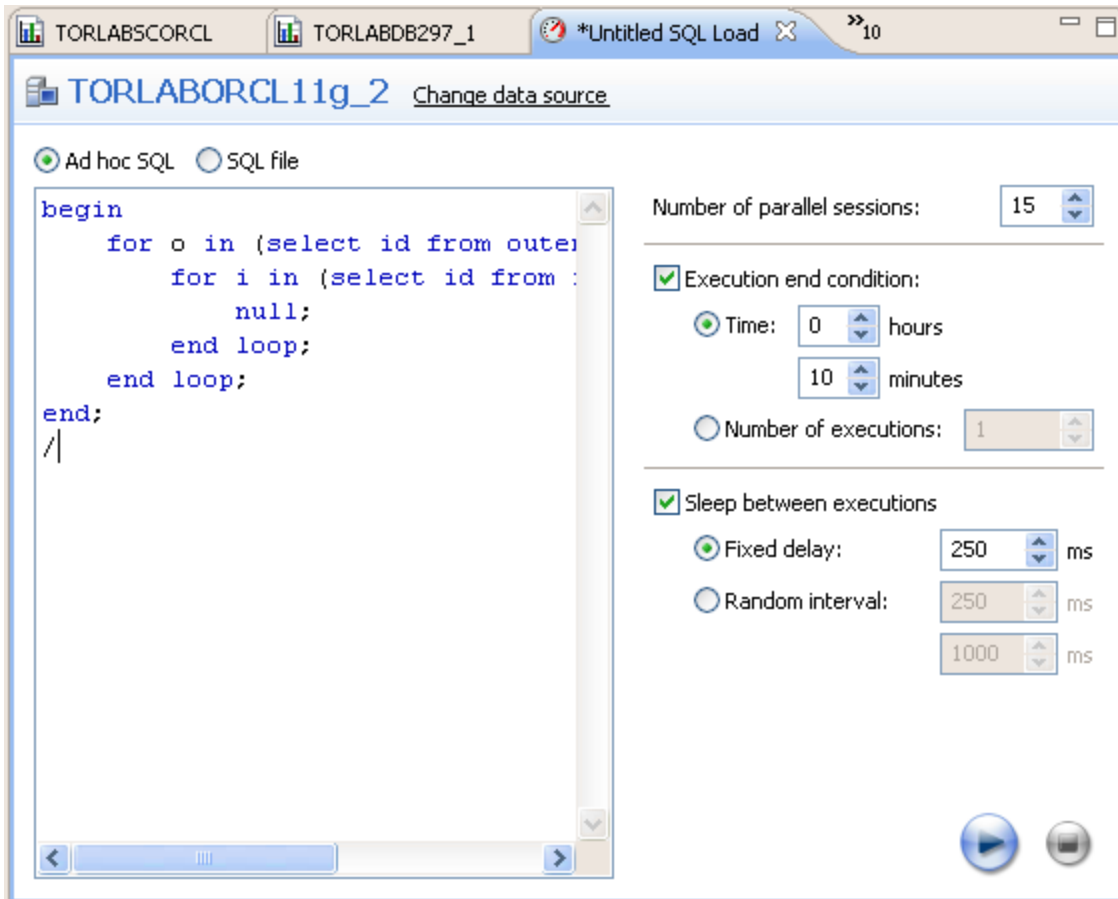 TORLABSCORCL TORLABDB297_1 *Untitled SQL Load »10
TORLABORCL11g_2 Change data source
Ad hoc SQL SQL file
begin
for o in (select id from outer
for i in (select id from
null;
end loop;
end loop;
end;
/
Number of parallel sessions: 15
Execution end condition:
Time: 0 hours
10 minutes
Number of executions: 1
Sleep between executions
Fixed delay: 250 ms
Random interval: 250 ms
1000 ms